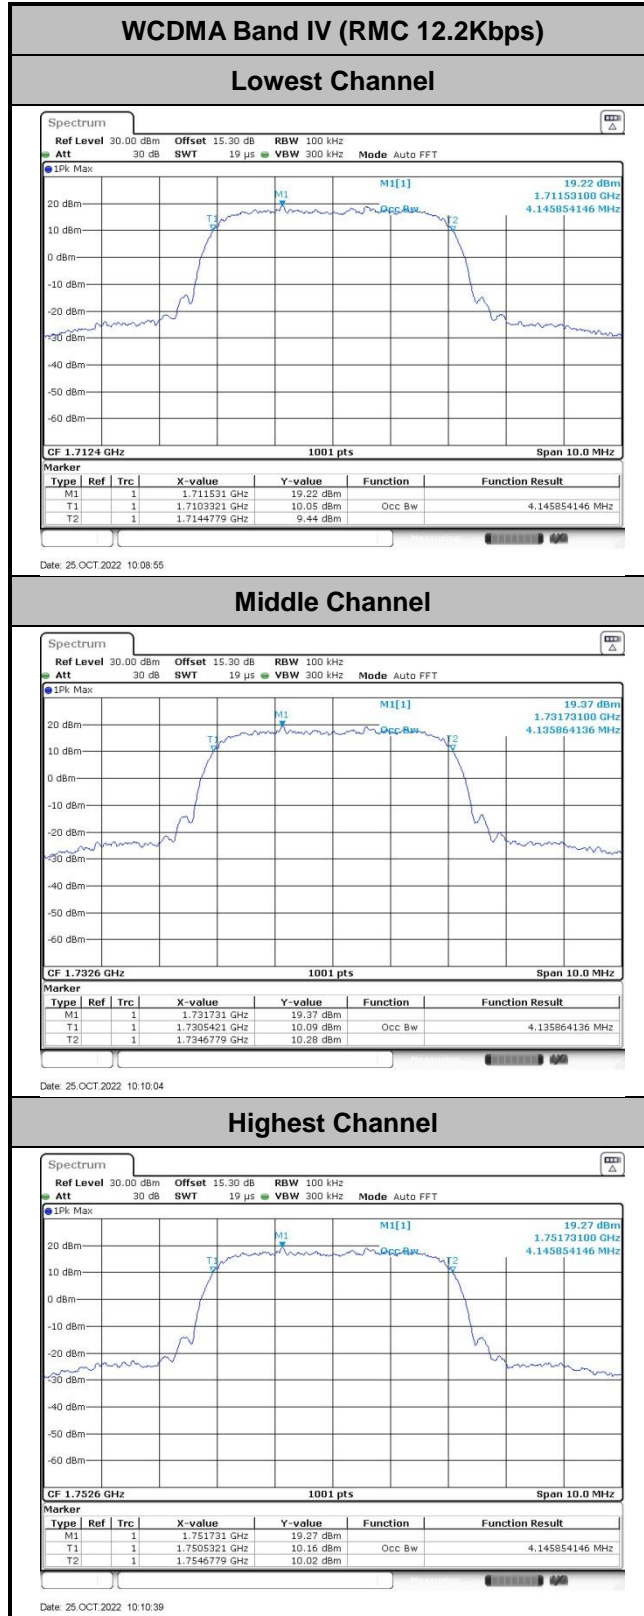 WCDMA Band IV (RMC 12.2Kbps)
Lowest Channel
Spectrum
Ref Level 30.00 dBm Offset 15.30 dB RBW 100 kHz
Att 30 dB SWT 19 µs VBW 300 kHz Mode Auto FFT
1Pk Max
M1[1] 19.22 dBm
1.71153100 GHz
Occ Bw 4.145854146 MHz
M1
T1
T2
20 dBm
10 dBm
0 dBm
-10 dBm
-20 dBm
-30 dBm
-40 dBm
-50 dBm
-60 dBm
CF 1.7124 GHz 1001 pts Span 10.0 MHz
Marker
Type Ref Trc X-value Y-value Function Function Result
M1 1 1.711531 GHz 19.22 dBm
T1 1 1.7103321 GHz 10.05 dBm Occ Bw 4.145854146 MHz
T2 1 1.7144779 GHz 9.44 dBm
Date: 25.OCT.2022 10:08:55
Middle Channel
Spectrum
Ref Level 30.00 dBm Offset 15.30 dB RBW 100 kHz
Att 30 dB SWT 19 µs VBW 300 kHz Mode Auto FFT
1Pk Max
M1[1] 19.37 dBm
1.73173100 GHz
Occ Bw 4.135864136 MHz
M1
T1
T2
20 dBm
10 dBm
0 dBm
-10 dBm
-20 dBm
-30 dBm
-40 dBm
-50 dBm
-60 dBm
CF 1.7326 GHz 1001 pts Span 10.0 MHz
Marker
Type Ref Trc X-value Y-value Function Function Result
M1 1 1.731731 GHz 19.37 dBm
T1 1 1.7305421 GHz 10.09 dBm Occ Bw 4.135864136 MHz
T2 1 1.7346779 GHz 10.28 dBm
Date: 25.OCT.2022 10:10:04
Highest Channel
Spectrum
Ref Level 30.00 dBm Offset 15.30 dB RBW 100 kHz
Att 30 dB SWT 19 µs VBW 300 kHz Mode Auto FFT
1Pk Max
M1[1] 19.27 dBm
1.75173100 GHz
Occ Bw 4.145854146 MHz
M1
T1
T2
20 dBm
10 dBm
0 dBm
-10 dBm
-20 dBm
-30 dBm
-40 dBm
-50 dBm
-60 dBm
CF 1.7526 GHz 1001 pts Span 10.0 MHz
Marker
Type Ref Trc X-value Y-value Function Function Result
M1 1 1.751731 GHz 19.27 dBm
T1 1 1.7505321 GHz 10.16 dBm Occ Bw 4.145854146 MHz
T2 1 1.7546779 GHz 10.02 dBm
Date: 25.OCT.2022 10:10:39